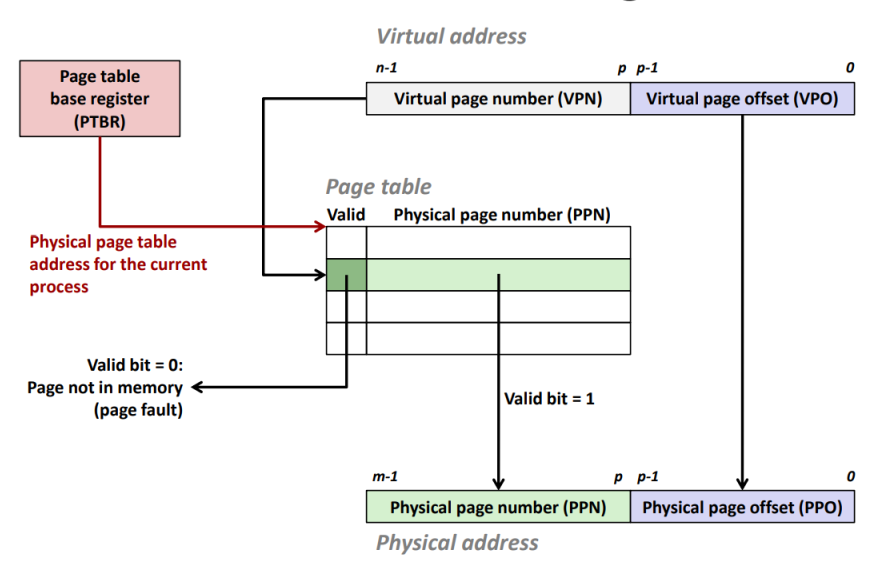 Virtual address
n-1 p p-1 0
Page table
base register
(PTBR)
Virtual page number (VPN) Virtual page offset (VPO)
Page table
Valid Physical page number (PPN)
Physical page table
address for the current
process
Valid bit = 0:
Page not in memory
(page fault)
Valid bit = 1
m-1 p p-1 0
Physical page number (PPN) Physical page offset (PPO)
Physical address